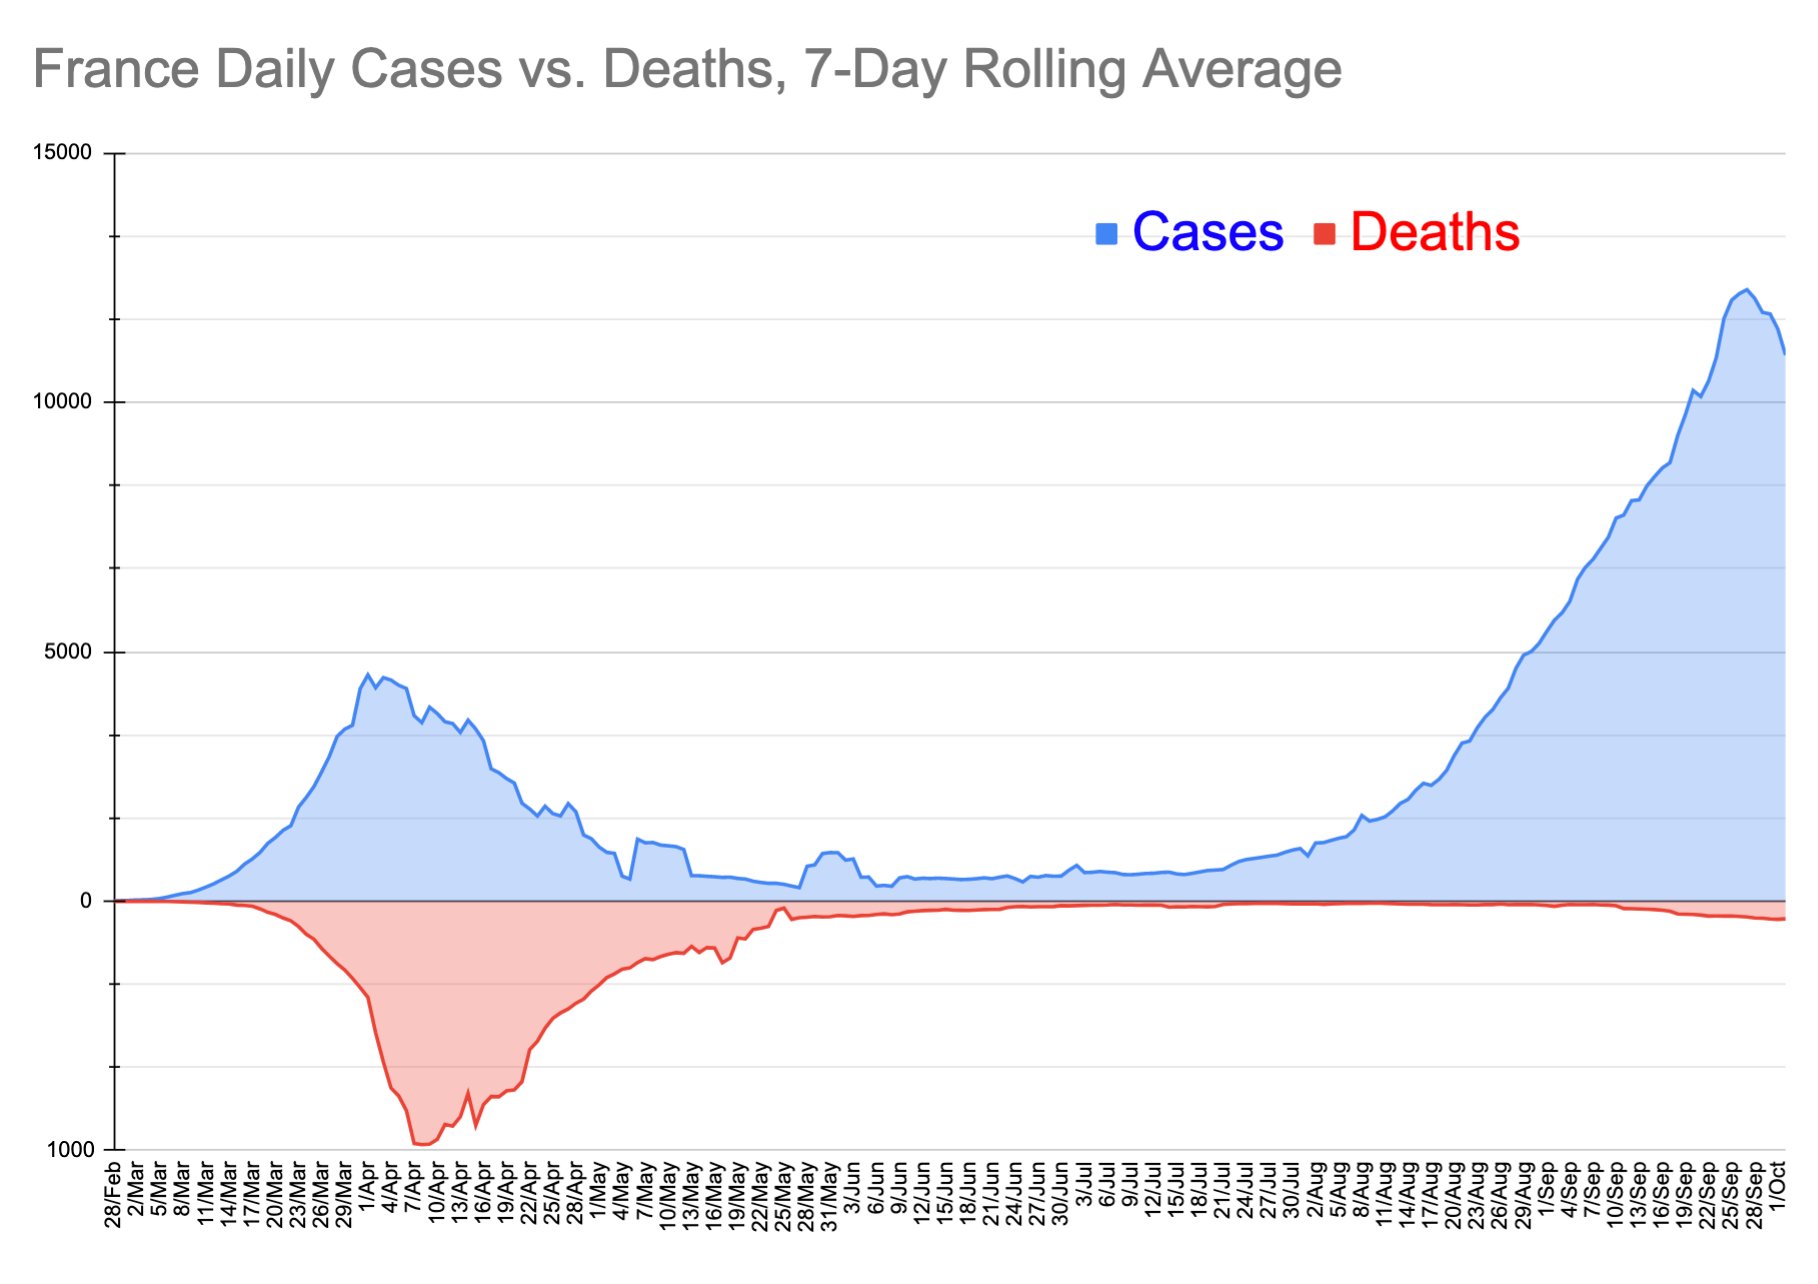 France Daily Cases vs. Deaths, 7-Day Rolling Average
15000
Cases Deaths
10000
5000
0
1000
28/Feb 2/Mar 5/Mar 8/Mar 11/Mar 14/Mar 17/Mar 20/Mar 23/Mar 26/Mar 29/Mar 1/Apr 4/Apr 7/Apr 10/Apr 13/Apr 16/Apr 19/Apr 22/Apr 25/Apr 28/Apr 1/May 4/May 7/May 10/May 13/May 16/May 19/May 22/May 25/May 28/May 31/May 3/Jun 6/Jun 9/Jun 12/Jun 15/Jun 18/Jun 21/Jun 24/Jun 27/Jun 30/Jun 3/Jul 6/Jul 9/Jul 12/Jul 15/Jul 18/Jul 21/Jul 24/Jul 27/Jul 30/Jul 2/Aug 5/Aug 8/Aug 11/Aug 14/Aug 17/Aug 20/Aug 23/Aug 26/Aug 29/Aug 1/Sep 4/Sep 7/Sep 10/Sep 13/Sep 16/Sep 19/Sep 22/Sep 25/Sep 28/Sep 1/Oct